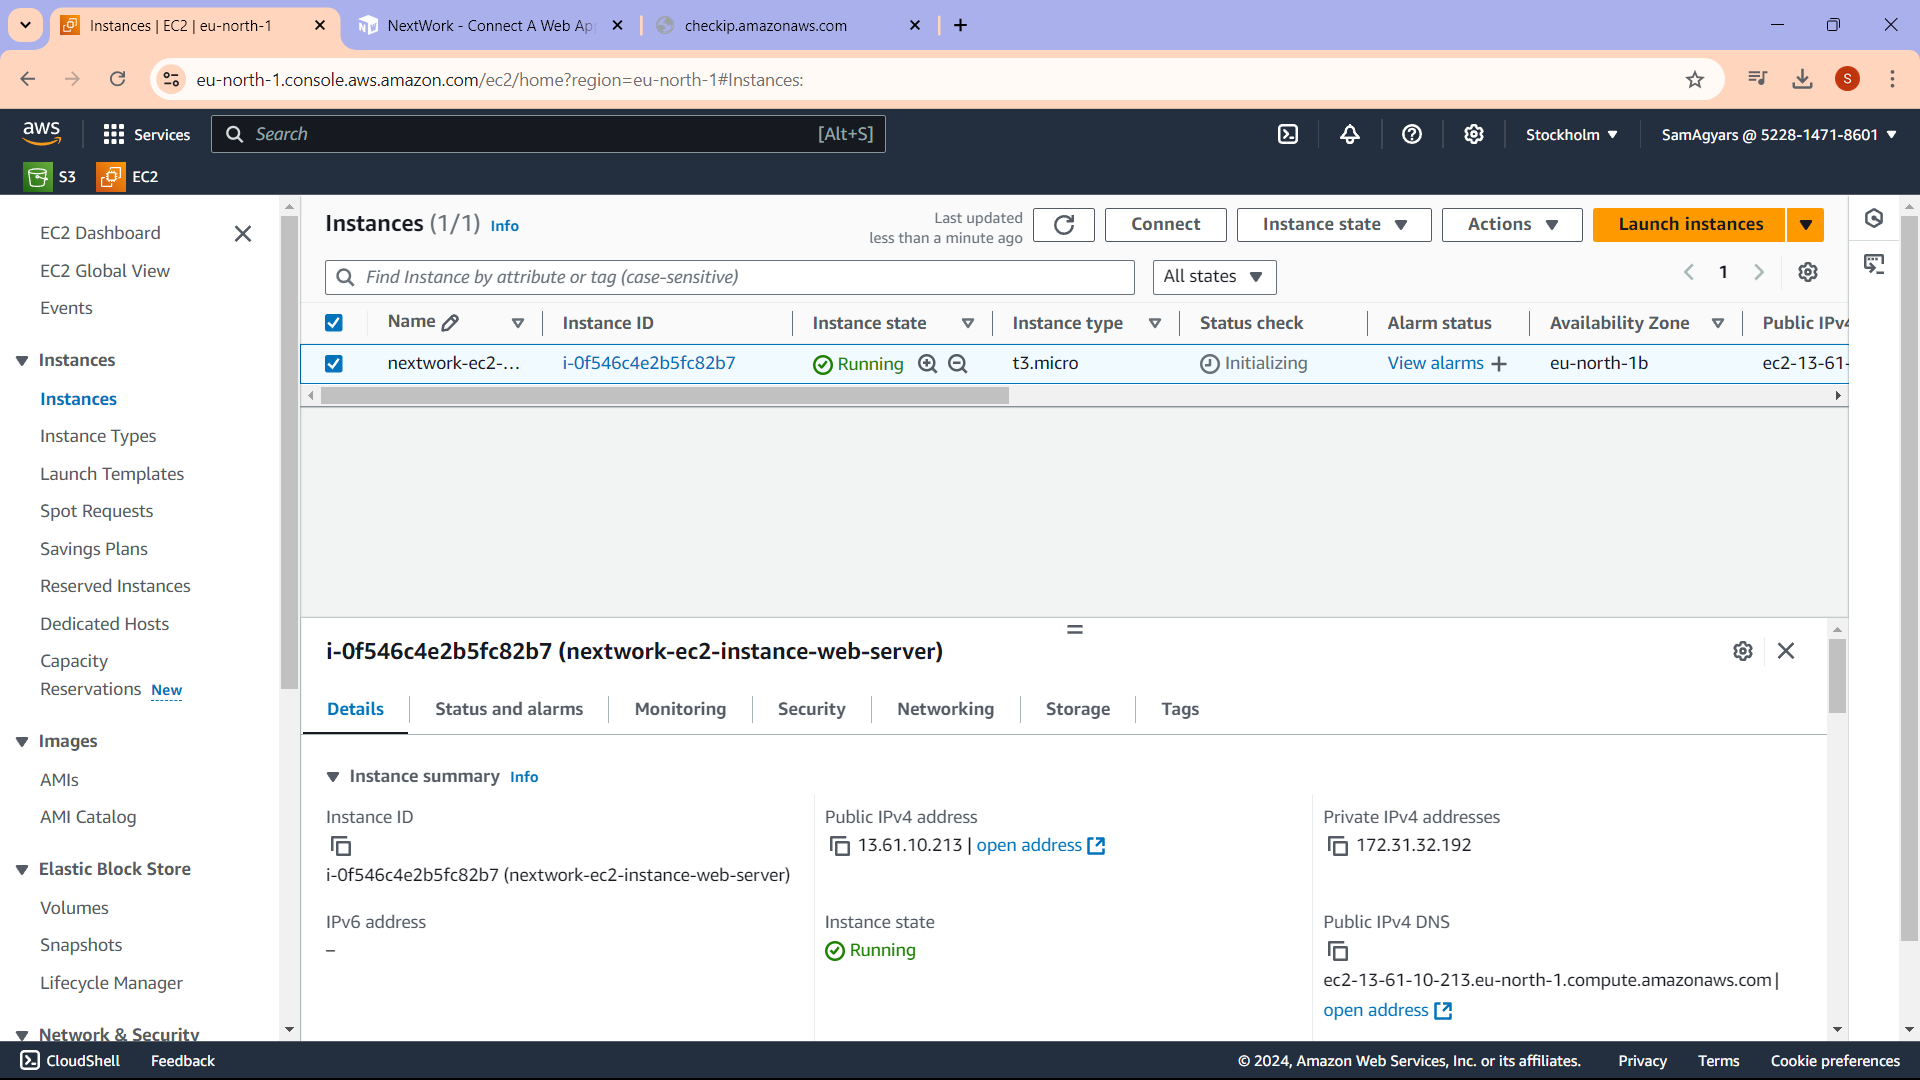 Instances | EC2 | eu-north-1
NextWork - Connect A Web Ap
checkip.amazonaws.com
eu-north-1.console.aws.amazon.com/ec2/home?region=eu-north-1#Instances:
S
aws
Services
Search
[Alt+S]
Stockholm
SamAgyars @ 5228-1471-8601
S3
EC2
EC2 Dashboard
EC2 Global View
Events
Instances
Instances
Instance Types
Launch Templates
Spot Requests
Savings Plans
Reserved Instances
Dedicated Hosts
Capacity
Reservations New
Images
AMIs
AMI Catalog
Elastic Block Store
Volumes
Snapshots
Lifecycle Manager
Network & Security
Instances (1/1) Info
Last updated
less than a minute ago
Connect
Instance state
Actions
Launch instances
Find Instance by attribute or tag (case-sensitive)
All states
1
Name
Instance ID
Instance state
Instance type
Status check
Alarm status
Availability Zone
Public IPv4
nextwork-ec2-...
i-0f546c4e2b5fc82b7
Running
t3.micro
Initializing
View alarms
eu-north-1b
ec2-13-61-
i-0f546c4e2b5fc82b7 (nextwork-ec2-instance-web-server)
Details
Status and alarms
Monitoring
Security
Networking
Storage
Tags
Instance summary Info
Instance ID
i-0f546c4e2b5fc82b7 (nextwork-ec2-instance-web-server)
Public IPv4 address
13.61.10.213 | open address
Private IPv4 addresses
172.31.32.192
IPv6 address
–
Instance state
Running
Public IPv4 DNS
ec2-13-61-10-213.eu-north-1.compute.amazonaws.com |
open address
CloudShell
Feedback
© 2024, Amazon Web Services, Inc. or its affiliates.
Privacy
Terms
Cookie preferences